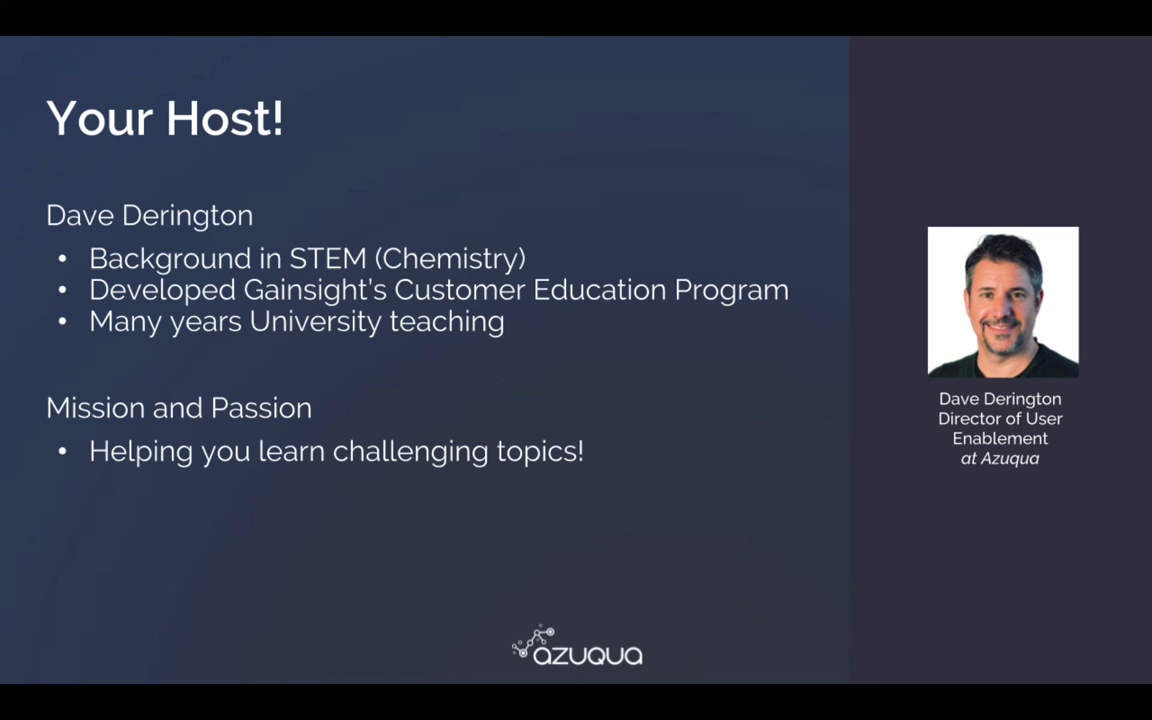 Your Host!
Dave Derington
• Background in STEM (Chemistry)
• Developed Gainsight's Customer Education Program
• Many years University teaching
Mission and Passion
• Helping you learn challenging topics!
Dave Derington
Director of User
Enablement
at Azuqua
azuqua